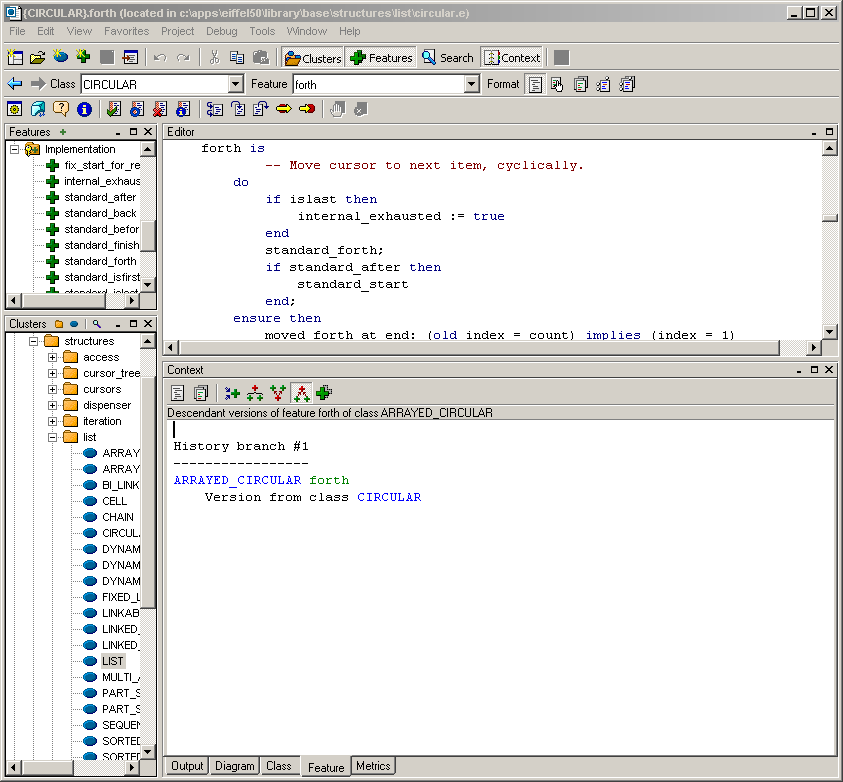 {CIRCULAR}.forth (located in c:\apps\eiffel50\library\base\structures\list\circular.e)
File Edit View Favorites Project Debug Tools Window Help
Clusters Features Search Context
Class CIRCULAR Feature forth Format
Features
Implementation
fix_start_for_re
internal_exhaus
standard_after
standard_back
standard_befor
standard_finish
standard_forth
standard_isfirst
standard_islast
Clusters
structures
access
cursor_tree
cursors
dispenser
iteration
list
ARRAY
ARRAY
BI_LINK
CELL
CHAIN
CIRCUL
DYNAM
DYNAM
DYNAM
FIXED_L
LINKAB
LINKED_
LINKED_
LIST
MULTI_A
PART_S
PART_S
SEQUEN
SORTED
SORTED
Editor
forth is
-- Move cursor to next item, cyclically.
do
if islast then
internal_exhausted := true
end
standard_forth;
if standard_after then
standard_start
end;
ensure then
moved_forth_at_end: (old index = count) implies (index = 1)
Context
Descendant versions of feature forth of class ARRAYED_CIRCULAR
History branch #1
-----------------
ARRAYED_CIRCULAR forth
Version from class CIRCULAR
Output Diagram Class Feature Metrics